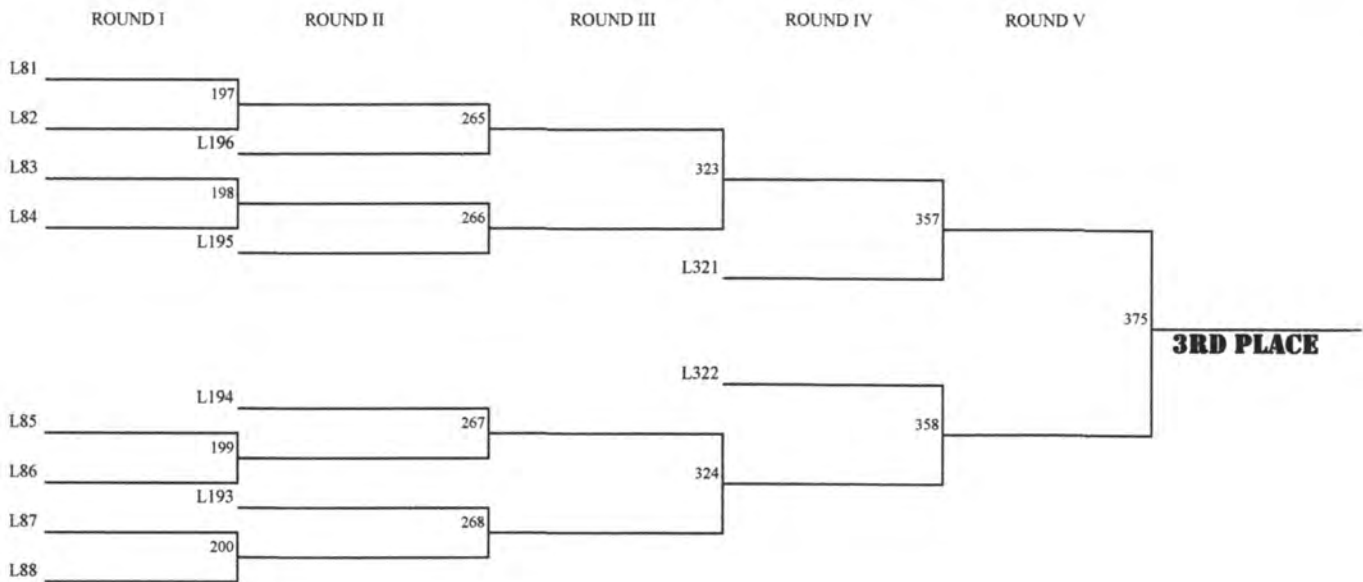 ROUND I ROUND II ROUND III ROUND IV ROUND V
L81
197
L82
265
L196
L83
323
198
L84
266
357
L195
L321
375
3RD PLACE
L322
L194
L85
267
358
199
L86
324
L193
L87
268
200
L88